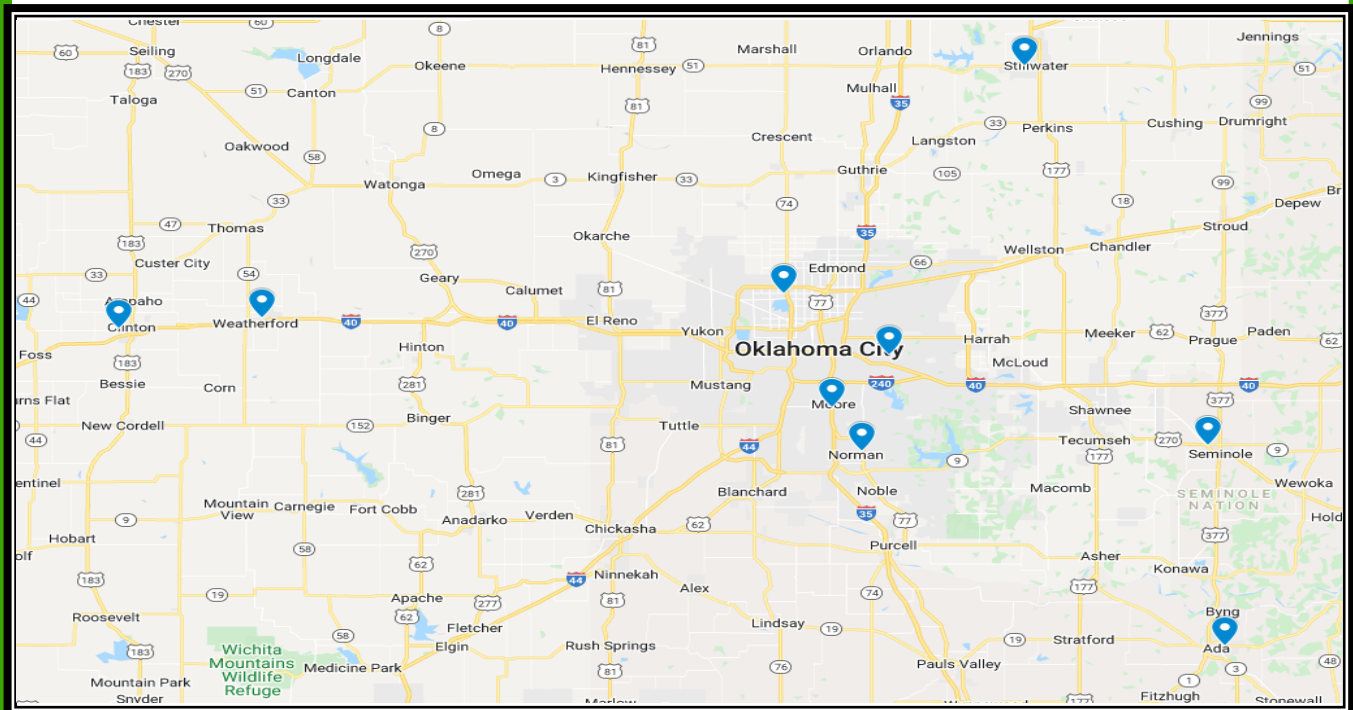 Chester
60
60
Seiling
183
270
Longdale
8
Okeene
81
Hennessey
51
Marshall
Orlando
Stillwater
Jennings
51
Taloga
51
Canton
81
Mulhall
35
99
Oakwood
58
8
Crescent
Langston
33
Perkins
Cushing
Drumright
Watonga
Omega
3
Kingfisher
33
Guthrie
105
177
99
33
74
18
Depew
47
Thomas
183
Okarche
35
Stroud
Custer City
270
Wellston
Chandler
33
54
Geary
Calumet
81
Edmond
66
44
Arapaho
77
Clinton
Weatherford
40
40
El Reno
Yukon
377
Foss
Hinton
Oklahoma City
Harrah
Meeker
62
Prague
Paden
62
183
McLoud
Bessie
Corn
281
Mustang
240
40
40
Moore
377
New Cordell
152
Binger
Tuttle
Shawnee
44
81
44
Norman
Tecumseh
177
270
Seminole
9
9
Mountain
View
Carnegie
Fort Cobb
281
Blanchard
Noble
Macomb
SEMINOLE
NATION
Wewoka
9
Anadarko
Verden
Chickasha
62
35
77
Hobart
58
62
Purcell
377
Asher
Konawa
183
44
Ninnekah
Alex
177
19
Apache
277
81
74
Roosevelt
62
Byng
58
Fletcher
Lindsay
19
19
Stratford
Elgin
Rush Springs
Ada
183
Wichita
Mountains
Wildlife
Refuge
Medicine Park
81
76
Pauls Valley
3
48
Mountain Park
1
Snyder
Marlow
177
Fitzhugh
Stonewall